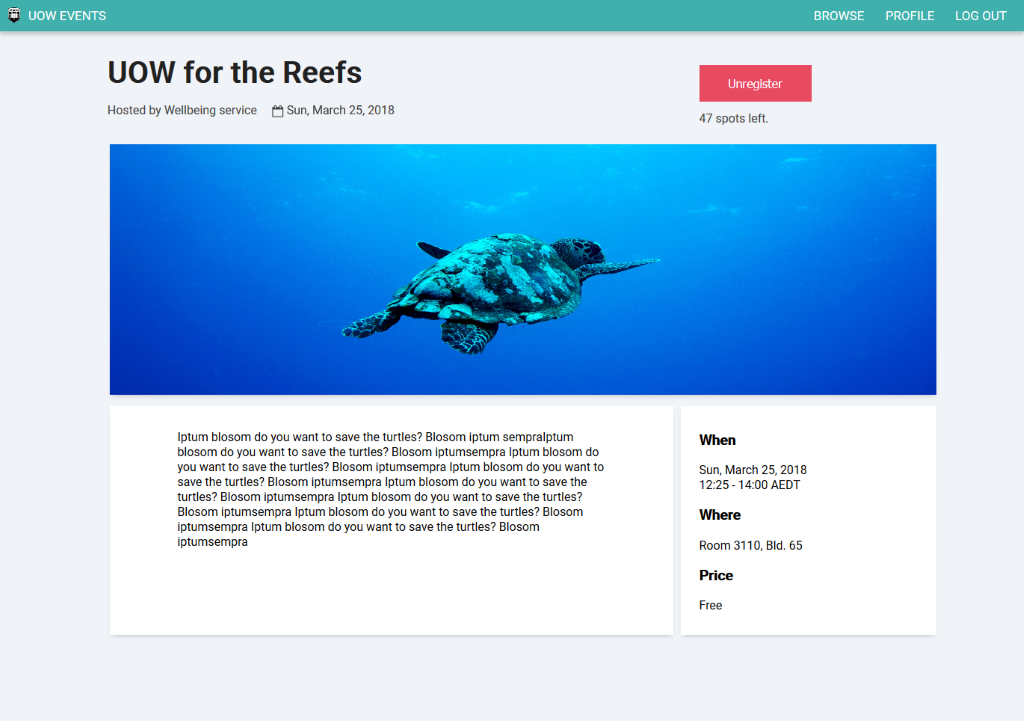 UOW EVENTS
BROWSE PROFILE LOG OUT
UOW for the Reefs
Unregister
Hosted by Wellbeing service Sun, March 25, 2018
47 spots left.
Iptum blosom do you want to save the turtles? Blosom iptum sempraIptum
blosom do you want to save the turtles? Blosom iptumsempra Iptum blosom do
you want to save the turtles? Blosom iptumsempra Iptum blosom do you want to
save the turtles? Blosom iptumsempra Iptum blosom do you want to save the
turtles? Blosom iptumsempra Iptum blosom do you want to save the turtles?
Blosom iptumsempra Iptum blosom do you want to save the turtles? Blosom
iptumsempra Iptum blosom do you want to save the turtles? Blosom
iptumsempra
When
Sun, March 25, 2018
12:25 - 14:00 AEDT
Where
Room 3110, Bld. 65
Price
Free